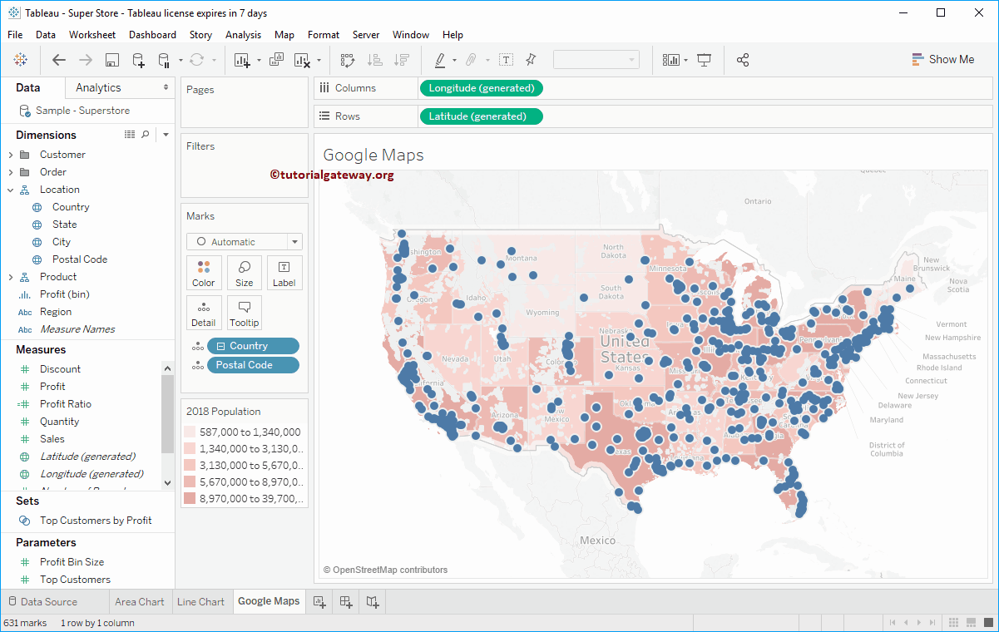 Tableau - Super Store - Tableau license expires in 7 days
File Data Worksheet Dashboard Story Analysis Map Format Server Window Help
Show Me
Data Analytics
Sample - Superstore
Dimensions
Customer
Order
Location
Country
State
City
Postal Code
Product
Profit (bin)
Abc Region
Abc Measure Names
Measures
Discount
Profit
Profit Ratio
Quantity
Sales
Latitude (generated)
Longitude (generated)
Sets
Top Customers by Profit
Parameters
Profit Bin Size
Top Customers
Pages
Filters
Marks
Automatic
Color Size Label
Detail Tooltip
Country
Postal Code
2018 Population
587,000 to 1,340,000
1,340,000 to 3,130,0..
3,130,000 to 5,670,..
5,670,000 to 8,970,..
8,970,000 to 39,700,..
Columns Longitude (generated)
Rows Latitude (generated)
Google Maps
©tutorialgateway.org
Ontario
Montana
North
Dakota
Minnesota
South
Dakota
Idaho
Wyoming
United
States
Nevada
Utah
Kansas
Arizona
New
Mexico
Mexico
Maine
New
Brunswick
Nova
Scotia
Vermont
New Hampshire
Massachusetts
Rhode Island
Connecticut
New Jersey
Delaware
Maryland
District of
Columbia
© OpenStreetMap contributors
Data Source Area Chart Line Chart Google Maps
631 marks 1 row by 1 column